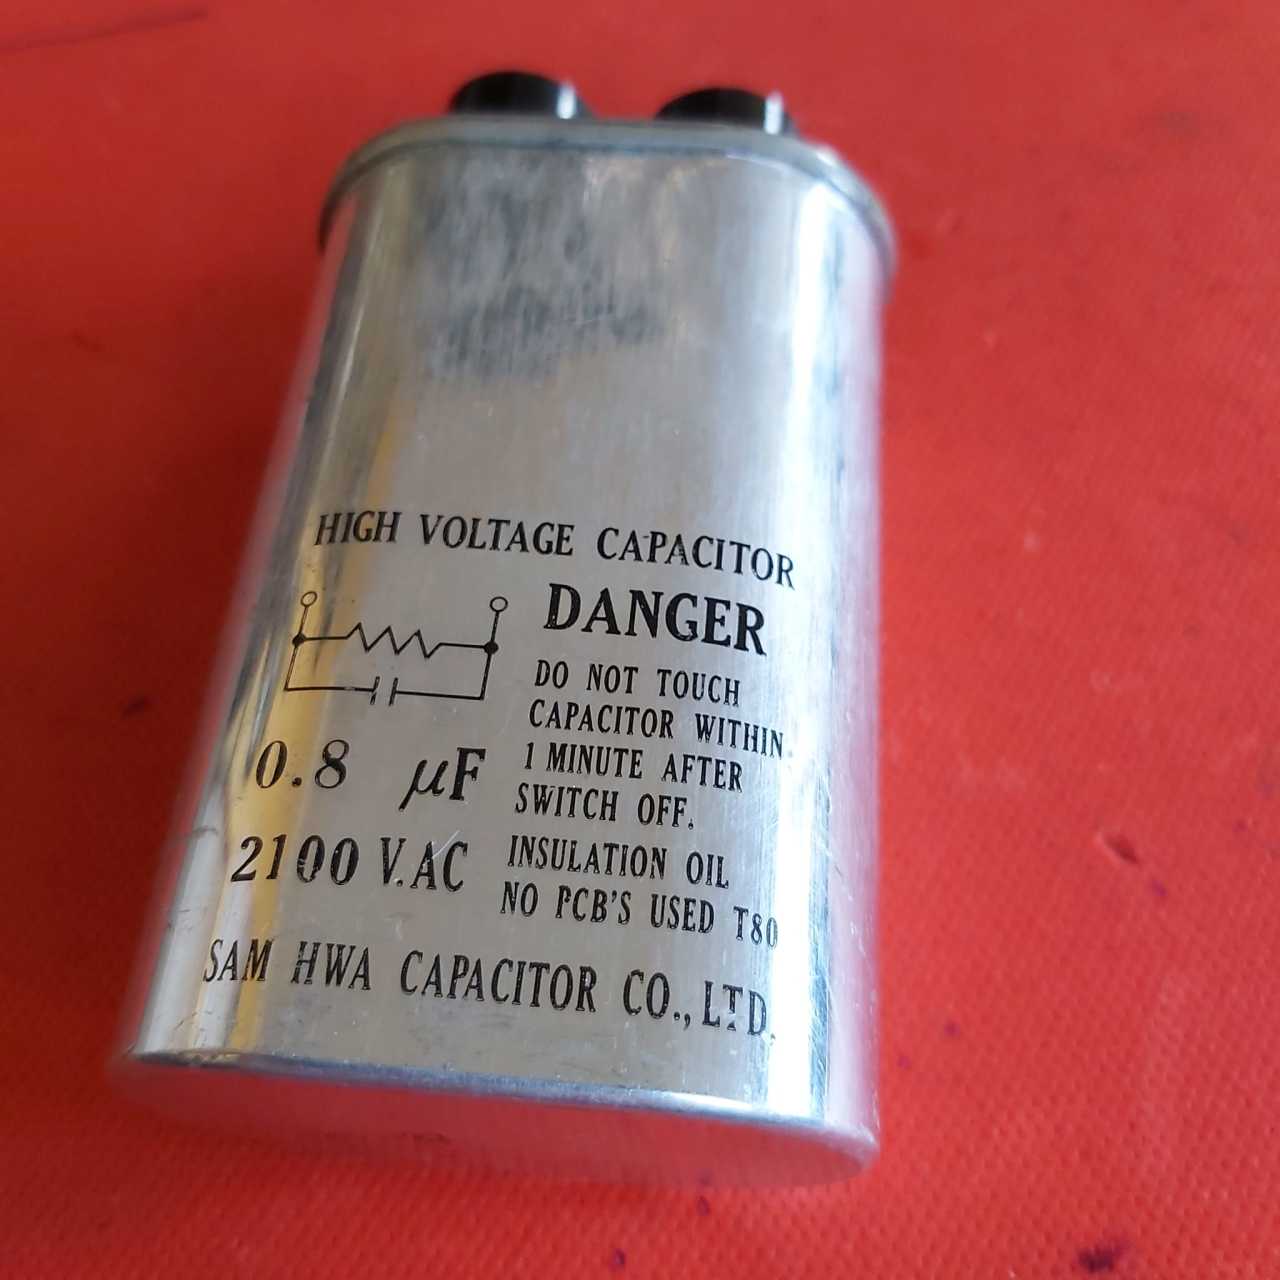 HIGH VOLTAGE CAPACITOR
DANGER
DO NOT TOUCH
CAPACITOR WITHIN
1 MINUTE AFTER
SWITCH OFF.
0.8 μF
2100 V.AC
INSULATION OIL
NO PCB'S USED T80
SAM HWA CAPACITOR CO., LTD.